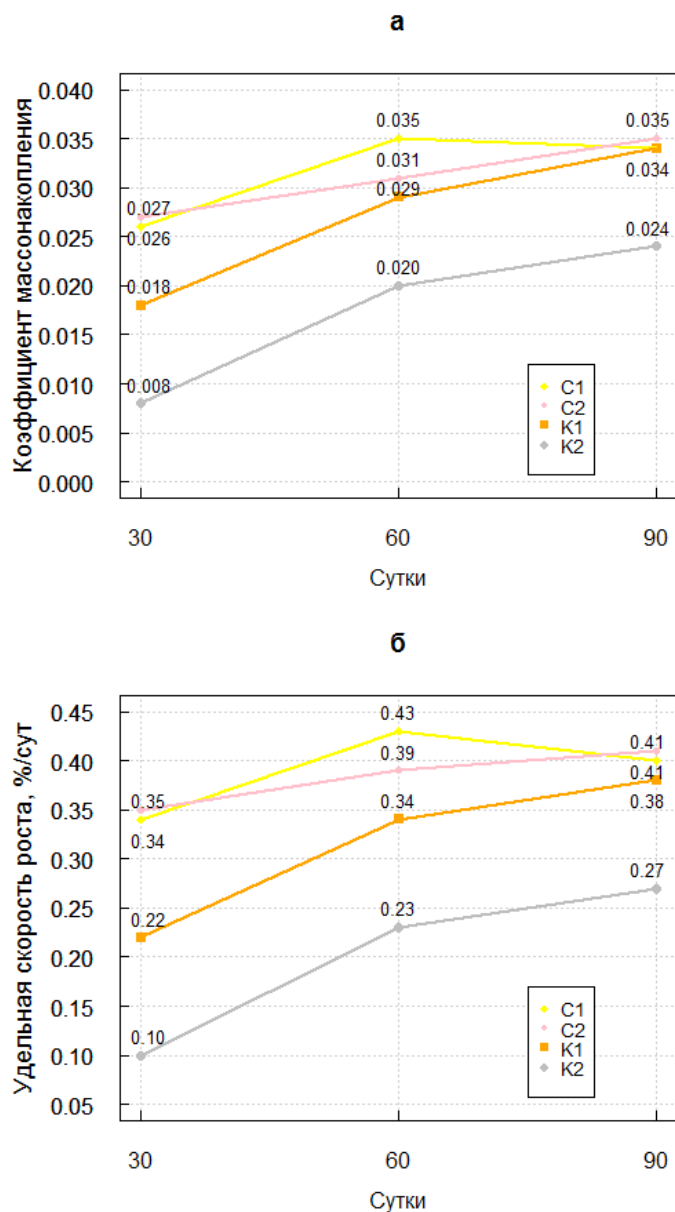 а
Коэффициент массонакопления
0.040
0.035
0.030
0.025
0.020
0.015
0.010
0.005
0.000
0.027
0.026
0.018
0.008
0.035
0.031
0.029
0.020
0.035
0.034
0.024
C1
C2
K1
K2
30 60 90
Сутки
б
Удельная скорость роста, %/сут
0.45
0.40
0.35
0.30
0.25
0.20
0.15
0.10
0.05
0.35
0.34
0.22
0.10
0.43
0.39
0.34
0.23
0.41
0.41
0.38
0.27
C1
C2
K1
K2
30 60 90
Сутки